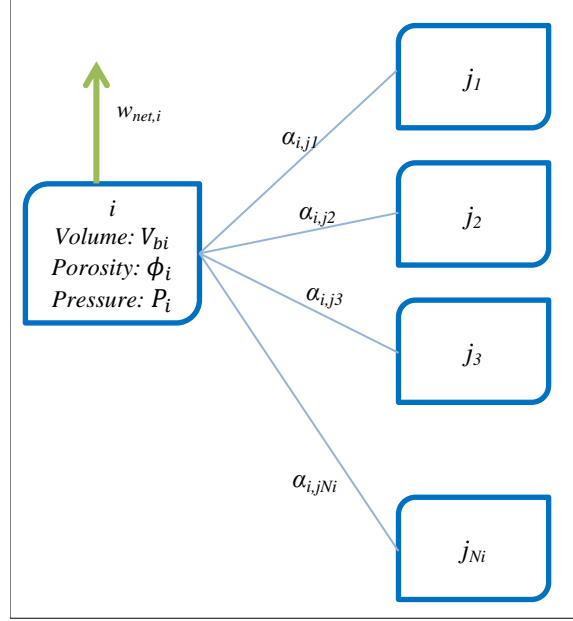 w_{net,i}
i
Volume: V_{bi}
Porosity: ϕ_i
Pressure: P_i
α_{i,j1}
α_{i,j2}
α_{i,j3}
α_{i,jNi}
j_1
j_2
j_3
j_{Ni}